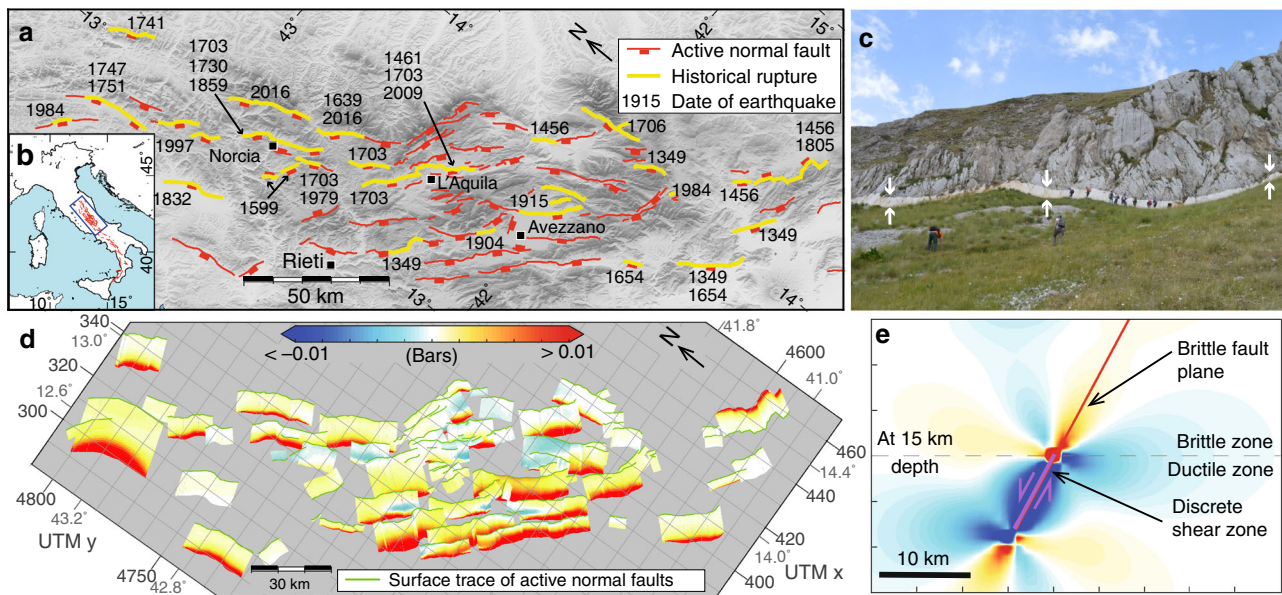 a
13°
1741
43°
14°
15°
N
Active normal fault
Historical rupture
1915 Date of earthquake
1703
1730
1859
1747
1751
1984
1997
2016
1639
2016
1461
1703
2009
1456
1706
1349
1456
1805
Norcia
1703
L'Aquila
1984
1456
1599
1703
1979
1703
1915
1832
Avezzano
1904
1349
Rieti
1349
1654
1349
1654
50 km
13°
42°
14°
b
45°
40°
10°
15°
c
d
340
13.0°
320
12.6°
300
< −0.01
(Bars)
> 0.01
N
41.8°
4600
41.0°
460
14.4°
440
420
14.0°
400
UTM x
4800
43.2°
UTM y
4750
42.8°
30 km
Surface trace of active normal faults
e
Brittle fault
plane
At 15 km
depth
Brittle zone
Ductile zone
Discrete
shear zone
10 km